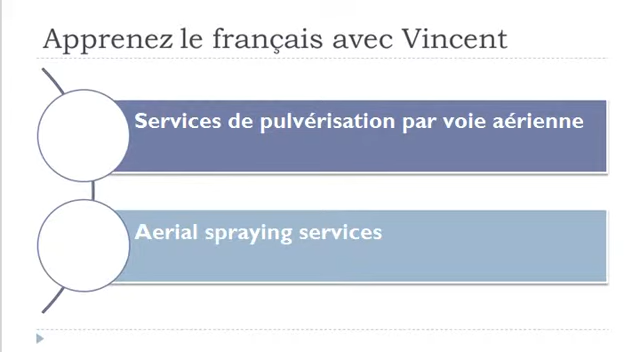 Apprenez le français avec Vincent
Services de pulvérisation par voie aérienne
Aerial spraying services